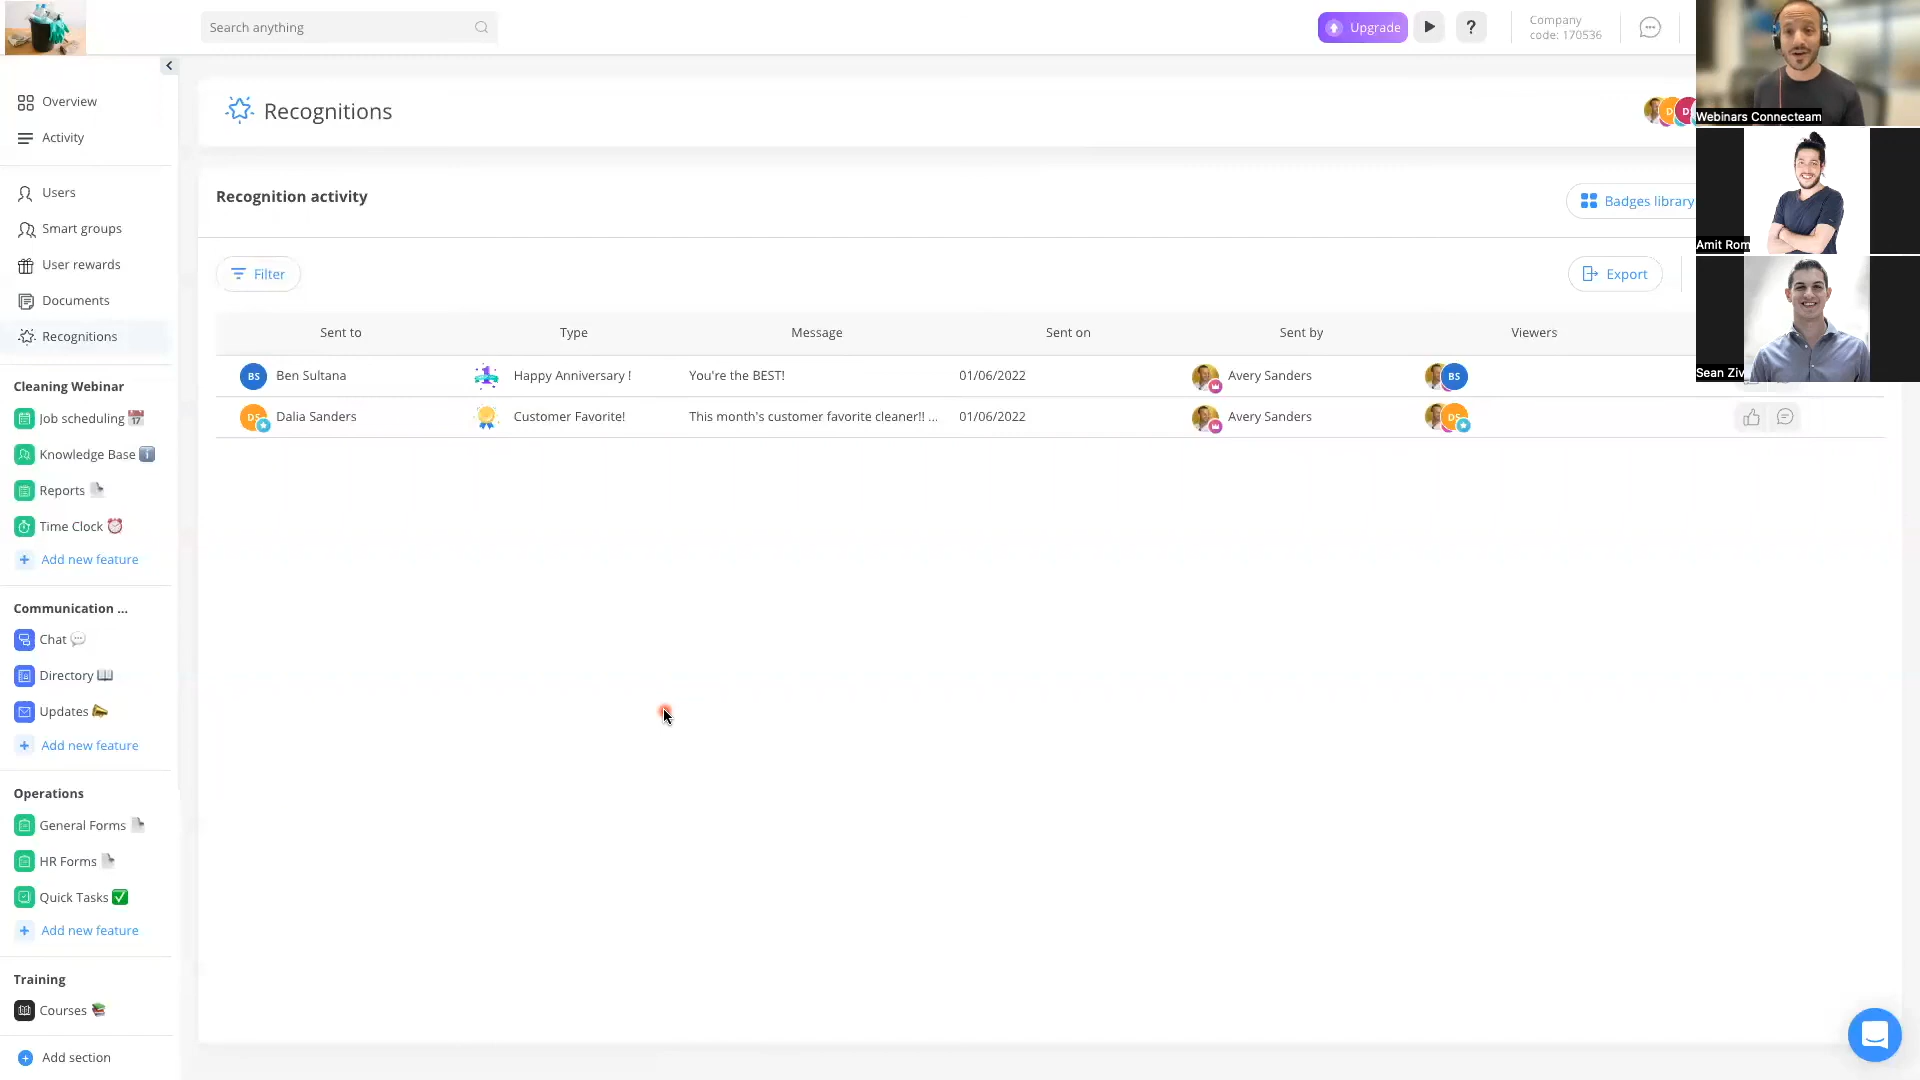 Search anything
Upgrade
?
Company
code: 170536
Webinars Connecteam
Amit Rom
Sean Ziv
Overview
Activity
Users
Smart groups
User rewards
Documents
Recognitions
Cleaning Webinar
Job scheduling
Knowledge Base
Reports
Time Clock
+ Add new feature
Communication ...
Chat
Directory
Updates
+ Add new feature
Operations
General Forms
HR Forms
Quick Tasks
+ Add new feature
Training
Courses
+ Add section
Recognitions
Recognition activity
Badges library
Filter
Export
Sent to Type Message Sent on Sent by Viewers
BS Ben Sultana Happy Anniversary ! You're the BEST! 01/06/2022 Avery Sanders BS
DS Dalia Sanders Customer Favorite! This month's customer favorite cleaner!! ... 01/06/2022 Avery Sanders DS